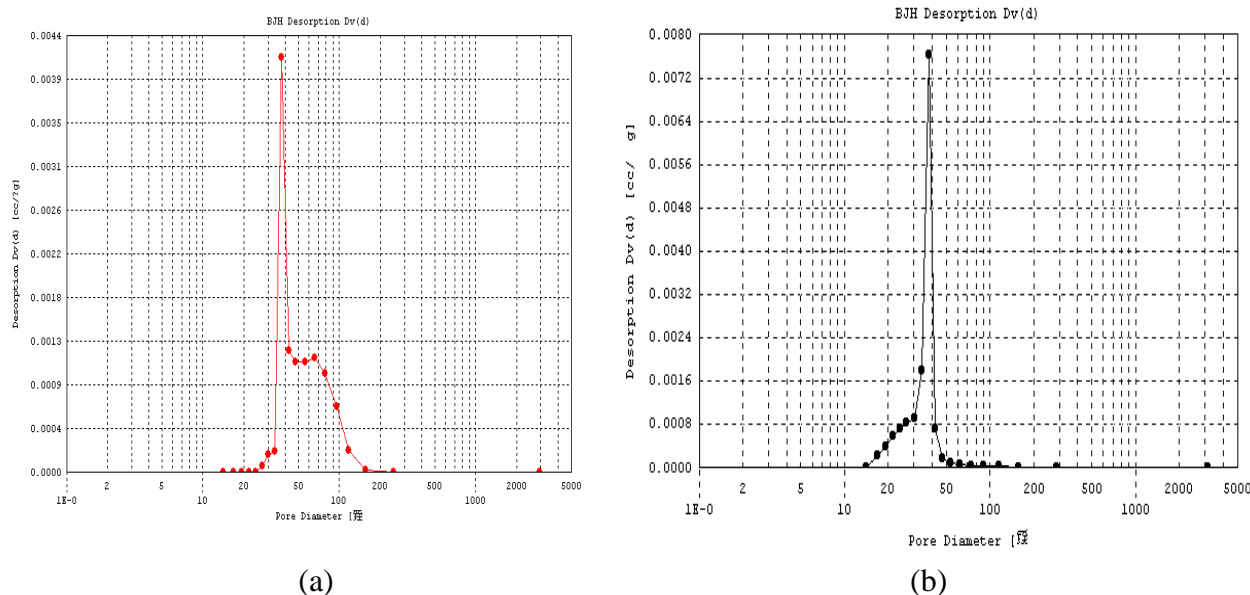 BJH Desorption Dv(d)
0.0044
0.0039
0.0035
0.0031
0.0026
0.0022
0.0018
0.0013
0.0009
0.0004
0.0000
Desorption Dv(d) [cc/?g]
2 5 10 20 50 100 200 500 1000 2000 5000
1E-0
Pore Diameter [
(a)
BJH Desorption Dv(d)
0.0080
0.0072
0.0064
0.0056
0.0048
0.0040
0.0032
0.0024
0.0016
0.0008
0.0000
Desorption Dv(d) [cc/ g]
2 5 20 50 200 500 2000 5000
1E-0 10 100 1000
Pore Diameter [
(b)